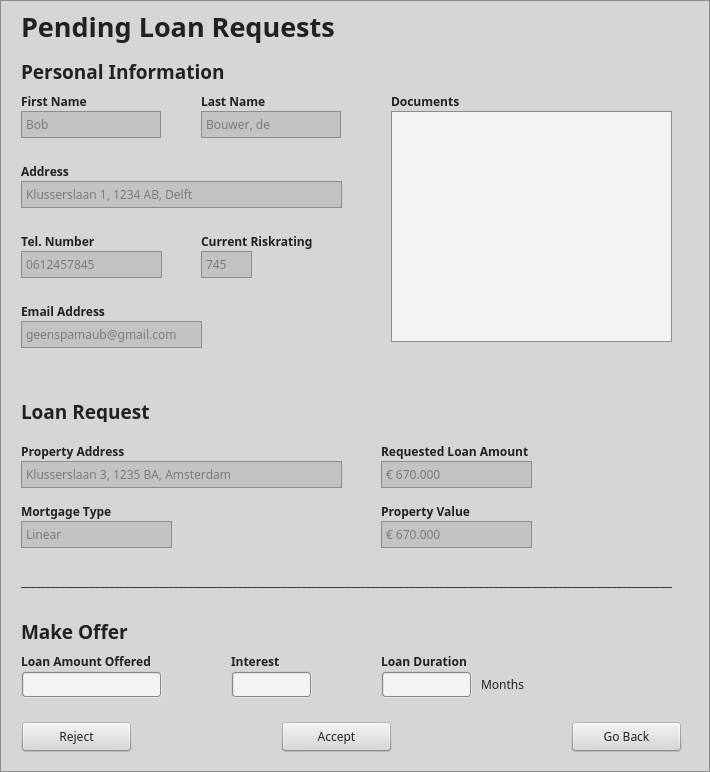 Pending Loan Requests
Personal Information
First Name
Last Name
Documents
Bob
Bouwer, de
Address
Klusserslaan 1, 1234 AB, Delft
Tel. Number
Current Riskrating
0612457845
745
Email Address
geenspamaub@gmail.com
Loan Request
Property Address
Requested Loan Amount
Klusserslaan 3, 1235 BA, Amsterdam
€ 670.000
Mortgage Type
Property Value
Linear
€ 670.000
Make Offer
Loan Amount Offered
Interest
Loan Duration
Months
Reject
Accept
Go Back